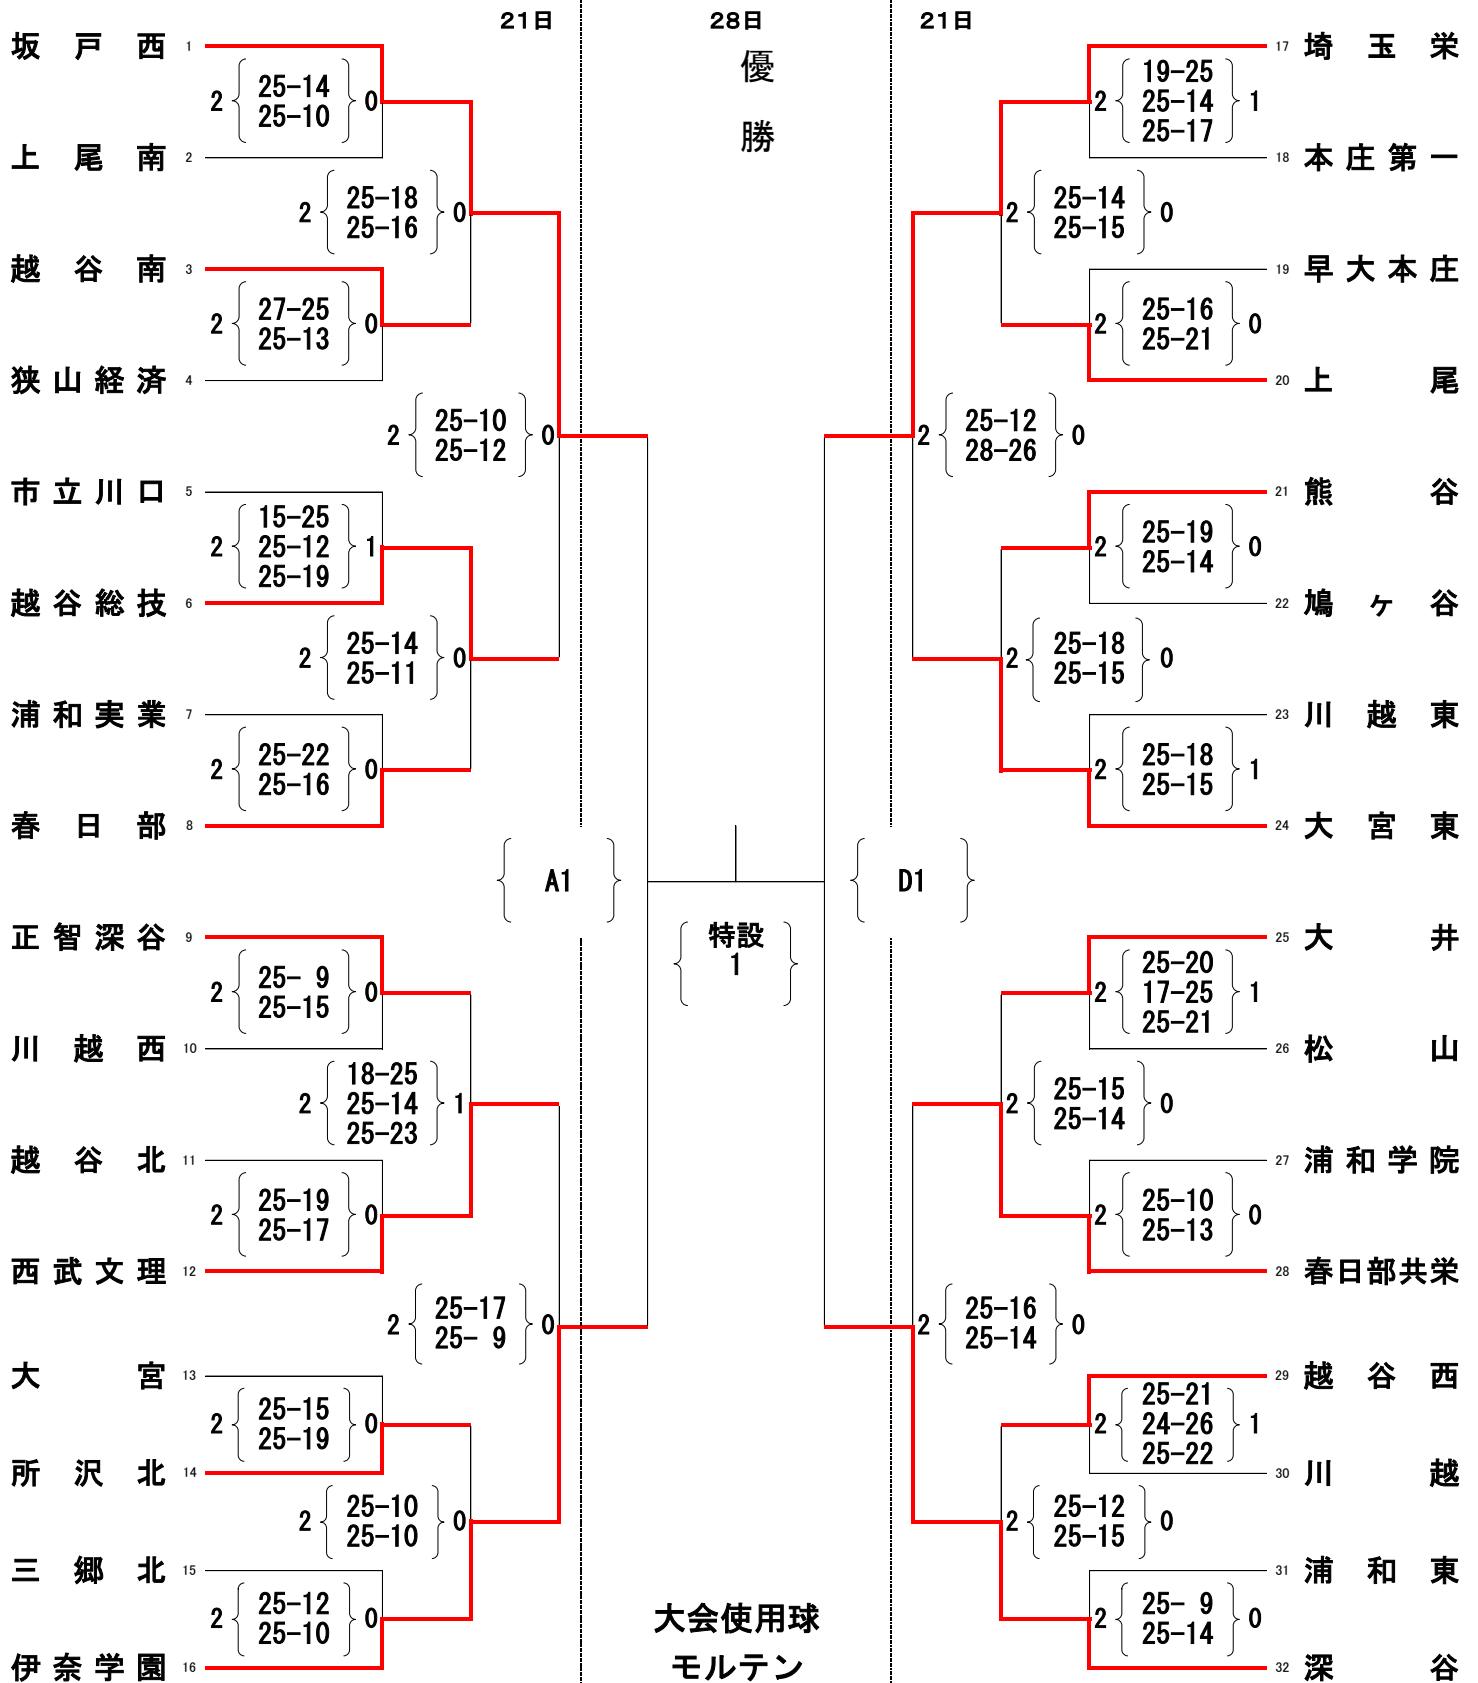 21日 28日 21日
優
勝
坂戸西 1
2 25-14 0
25-10
上尾南 2
2 25-18 0
25-16
越谷南 3
2 27-25 0
25-13
狭山経済 4
2 25-10 0
25-12
市立川口 5
15-25
2 25-12 1
25-19
越谷総技 6
2 25-14 0
25-11
浦和実業 7
2 25-22 0
25-16
春日部 8
A1
正智深谷 9
2 25- 9 0
25-15
川越西 10
18-25
2 25-14 1
25-23
越谷北 11
2 25-19 0
25-17
西武文理 12
2 25-17 0
25- 9
大宮 13
2 25-15 0
25-19
所沢北 14
2 25-10 0
25-10
三郷北 15
2 25-12 0
25-10
伊奈学園 16
特設
1
大会使用球
モルテン
17 埼玉栄
19-25
2 25-14 1
25-17
18 本庄第一
2 25-14 0
25-15
19 早大本庄
2 25-16 0
25-21
20 上尾
2 25-12 0
28-26
21 熊谷
2 25-19 0
25-14
22 鳩ヶ谷
2 25-18 0
25-15
23 川越東
2 25-18 1
25-15
24 大宮東
D1
25 大井
25-20
2 17-25 1
25-21
26 松山
2 25-15 0
25-14
27 浦和学院
2 25-10 0
25-13
28 春日部共栄
2 25-16 0
25-14
29 越谷西
25-21
2 24-26 1
25-22
30 川越
2 25-12 0
25-15
31 浦和東
2 25- 9 0
25-14
32 深谷